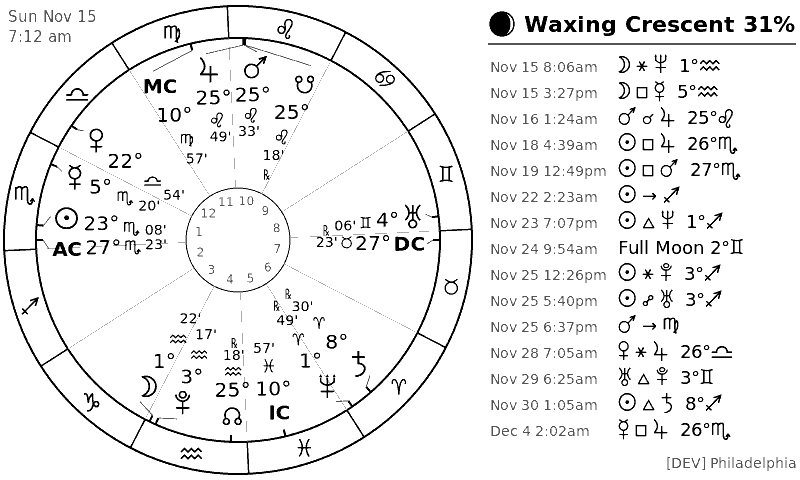 Sun Nov 15
7:12 am
Waxing Crescent 31%
Nov 15 8:06am ☽ ⚹ ♆ 1°♒
Nov 15 3:27pm ☽ □ ☿ 5°♒
Nov 16 1:24am ♂ ☌ ♃ 25°♌
Nov 18 4:39am ☉ □ ♃ 26°♏
Nov 19 12:49pm ☉ □ ♂ 27°♏
Nov 22 2:23am ☉ → ♐
Nov 23 7:07pm ☉ △ ♆ 1°♐
Nov 24 9:54am Full Moon 2°♊
Nov 25 12:26pm ☉ ⚹ ♇ 3°♐
Nov 25 5:40pm ☉ ☍ ♅ 3°♐
Nov 25 6:37pm ♂ → ♍
Nov 28 7:05am ♀ ⚹ ♃ 26°♎
Nov 29 6:25am ♅ △ ♇ 3°♊
Nov 30 1:05am ☉ △ ♄ 8°♐
Dec 4 2:02am ☿ □ ♃ 26°♏
[DEV] Philadelphia
♍ ♌ ♋ ♊ ♉ ♈ ♓ ♒ ♑ ♐ ♏ ♎
MC 10° ♍ 57'
♃ 25° ♌ 49'
♂ 25° ♌ 33'
☋ 25° ♌ 18' ℞
♀ 22° ♎ 54'
☿ 5° ♏ 20'
☉ 23° ♏ 08'
AC 27° ♏ 23'
℞ 06' ♊ 4° ♅
23' ♉ 27° DC
☽ 1° ♒ 22'
♇ 3° ♒ 17'
☊ 25° ♒ 18' ℞
IC 10° ♓ 57'
♆ 1° ♈ 49' ℞
♄ 8° ♈ 30' ℞
1
2
3
4
5
6
7
8
9
10
11
12